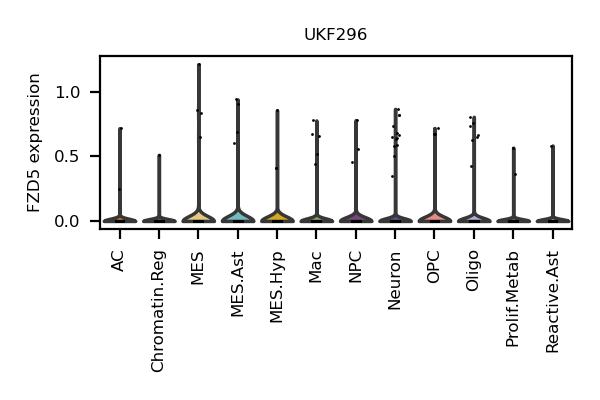 UKF296
FZD5 expression
1.0
0.5
0.0
AC
Chromatin.Reg
MES
MES.Ast
MES.Hyp
Mac
NPC
Neuron
OPC
Oligo
Prolif.Metab
Reactive.Ast